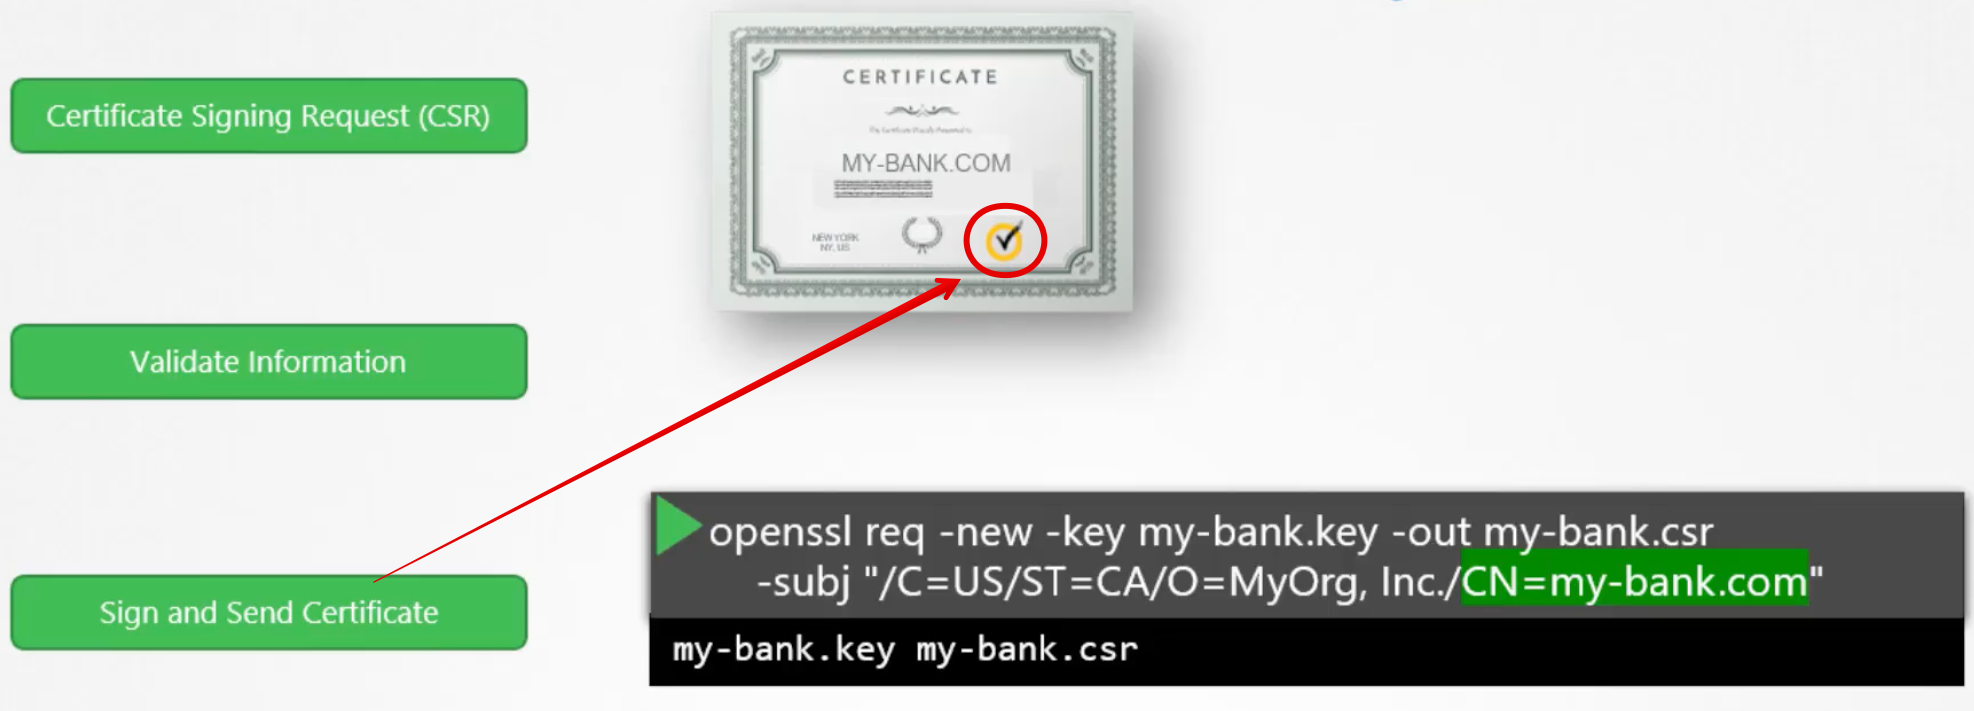 Certificate Signing Request (CSR)
CERTIFICATE
MY-BANK.COM
NEW YORK
NY, US
Validate Information
Sign and Send Certificate
openssl req -new -key my-bank.key -out my-bank.csr
-subj "/C=US/ST=CA/O=MyOrg, Inc./CN=my-bank.com"
my-bank.key my-bank.csr